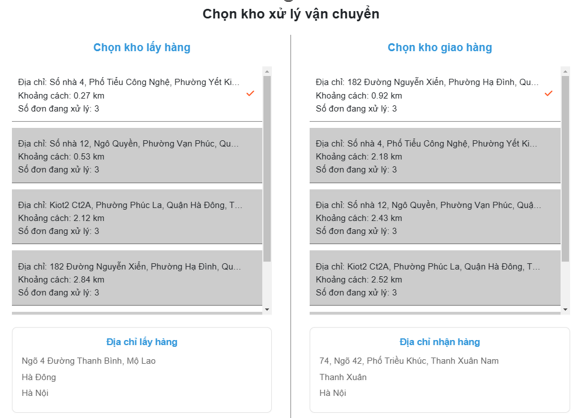 Chọn kho xử lý vận chuyển
Chọn kho lấy hàng
Địa chỉ: Số nhà 4, Phố Tiểu Công Nghệ, Phường Yết Ki...
Khoảng cách: 0.27 km
Số đơn đang xử lý: 3
Địa chỉ: Số nhà 12, Ngô Quyền, Phường Vạn Phúc, Qu...
Khoảng cách: 0.53 km
Số đơn đang xử lý: 3
Địa chỉ: Kiot2 Ct2A, Phường Phúc La, Quận Hà Đông, T...
Khoảng cách: 2.12 km
Số đơn đang xử lý: 3
Địa chỉ: 182 Đường Nguyễn Xiển, Phường Hạ Đình, Qu...
Khoảng cách: 2.84 km
Số đơn đang xử lý: 3
Địa chỉ lấy hàng
Ngõ 4 Đường Thanh Bình, Mộ Lao
Hà Đông
Hà Nội
Chọn kho giao hàng
Địa chỉ: 182 Đường Nguyễn Xiển, Phường Hạ Đình, Qu...
Khoảng cách: 0.92 km
Số đơn đang xử lý: 3
Địa chỉ: Số nhà 4, Phố Tiểu Công Nghệ, Phường Yết Ki...
Khoảng cách: 2.18 km
Số đơn đang xử lý: 3
Địa chỉ: Số nhà 12, Ngô Quyền, Phường Vạn Phúc, Quậ...
Khoảng cách: 2.43 km
Số đơn đang xử lý: 3
Địa chỉ: Kiot2 Ct2A, Phường Phúc La, Quận Hà Đông, T...
Khoảng cách: 2.52 km
Số đơn đang xử lý: 3
Địa chỉ nhận hàng
74, Ngõ 42, Phố Triều Khúc, Thanh Xuân Nam
Thanh Xuân
Hà Nội